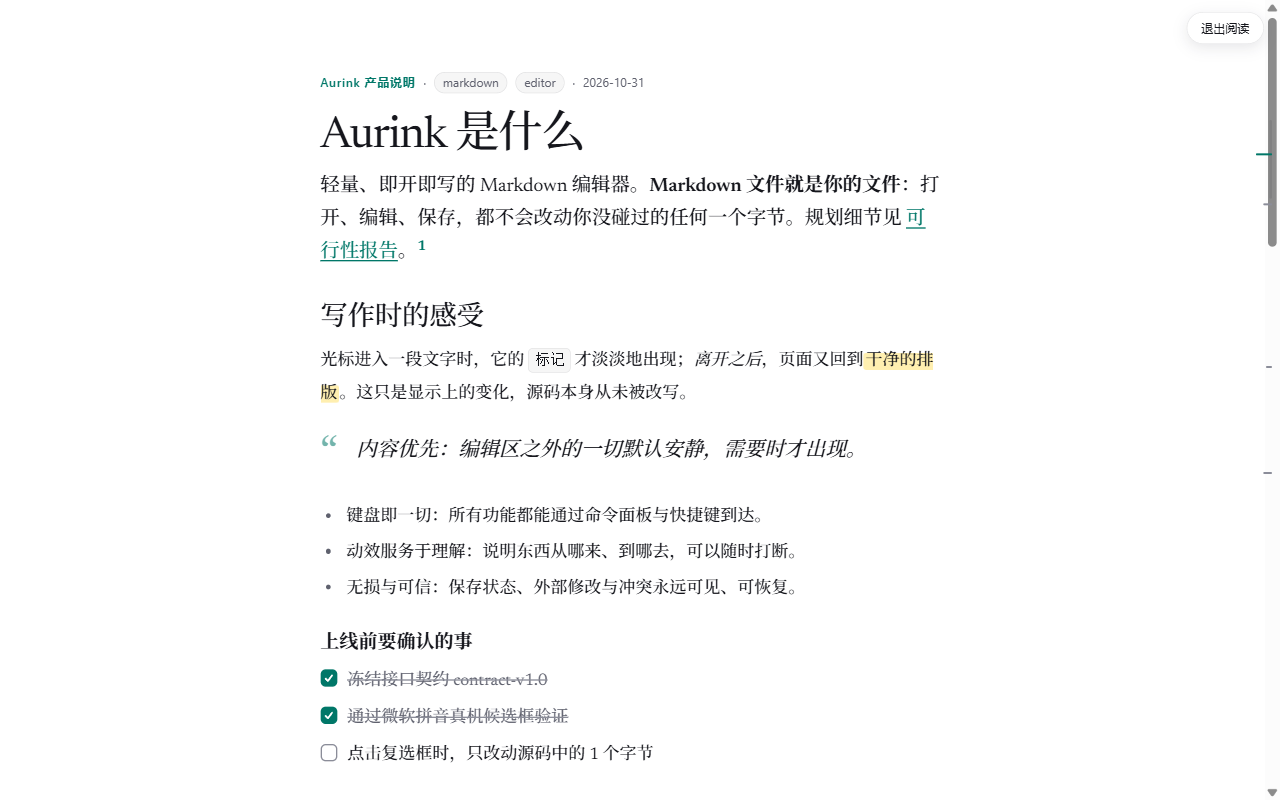 退出阅读
Aurink 产品说明 · markdown editor · 2026-10-31
Aurink 是什么
轻量、即开即写的 Markdown 编辑器。Markdown 文件就是你的文件：打
开、编辑、保存，都不会改动你没碰过的任何一个字节。规划细节见 可
行性报告。1
写作时的感受
光标进入一段文字时，它的 标记 才淡淡地出现；离开之后，页面又回到干净的排
版。这只是显示上的变化，源码本身从未被改写。
“ 内容优先：编辑区之外的一切默认安静，需要时才出现。
• 键盘即一切：所有功能都能通过命令面板与快捷键到达。
• 动效服务于理解：说明东西从哪来、到哪去，可以随时打断。
• 无损与可信：保存状态、外部修改与冲突永远可见、可恢复。
上线前要确认的事
冻结接口契约 contract-v1.0
通过微软拼音真机候选框验证
点击复选框时，只改动源码中的 1 个字节